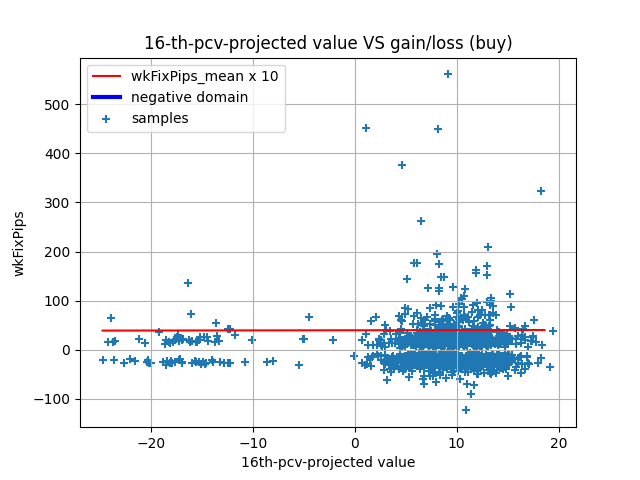 16-th-pcv-projected value VS gain/loss (buy)
wkFixPips_mean x 10
negative domain
samples
500
400
300
200
100
0
−100
wkFixPips
−20
−10
0
10
20
16th-pcv-projected value